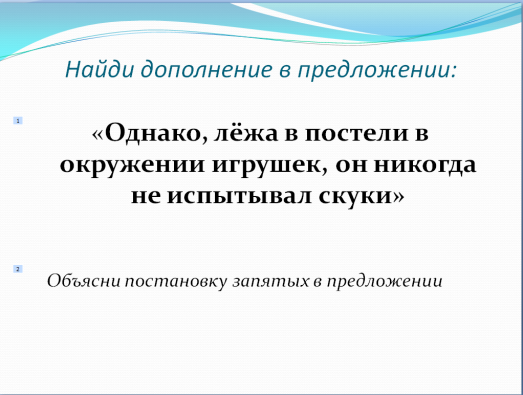 Найди дополнение в предложении:
1
«Однако, лёжа в постели в
окружении игрушек, он никогда
не испытывал скуки»
2
Объясни постановку запятых в предложении